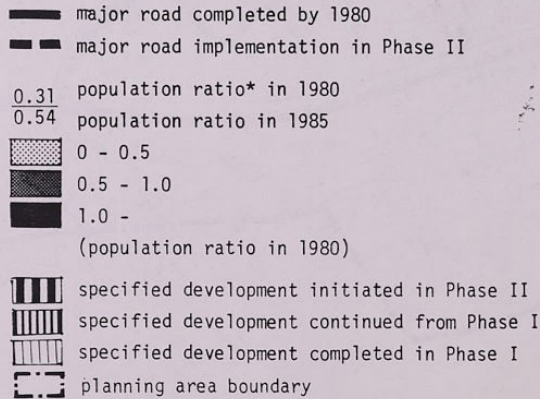 major road completed by 1980
major road implementation in Phase II
0.31 population ratio* in 1980
0.54 population ratio in 1985
0 - 0.5
0.5 - 1.0
1.0 -
(population ratio in 1980)
specified development initiated in Phase II
specified development continued from Phase I
specified development completed in Phase I
planning area boundary